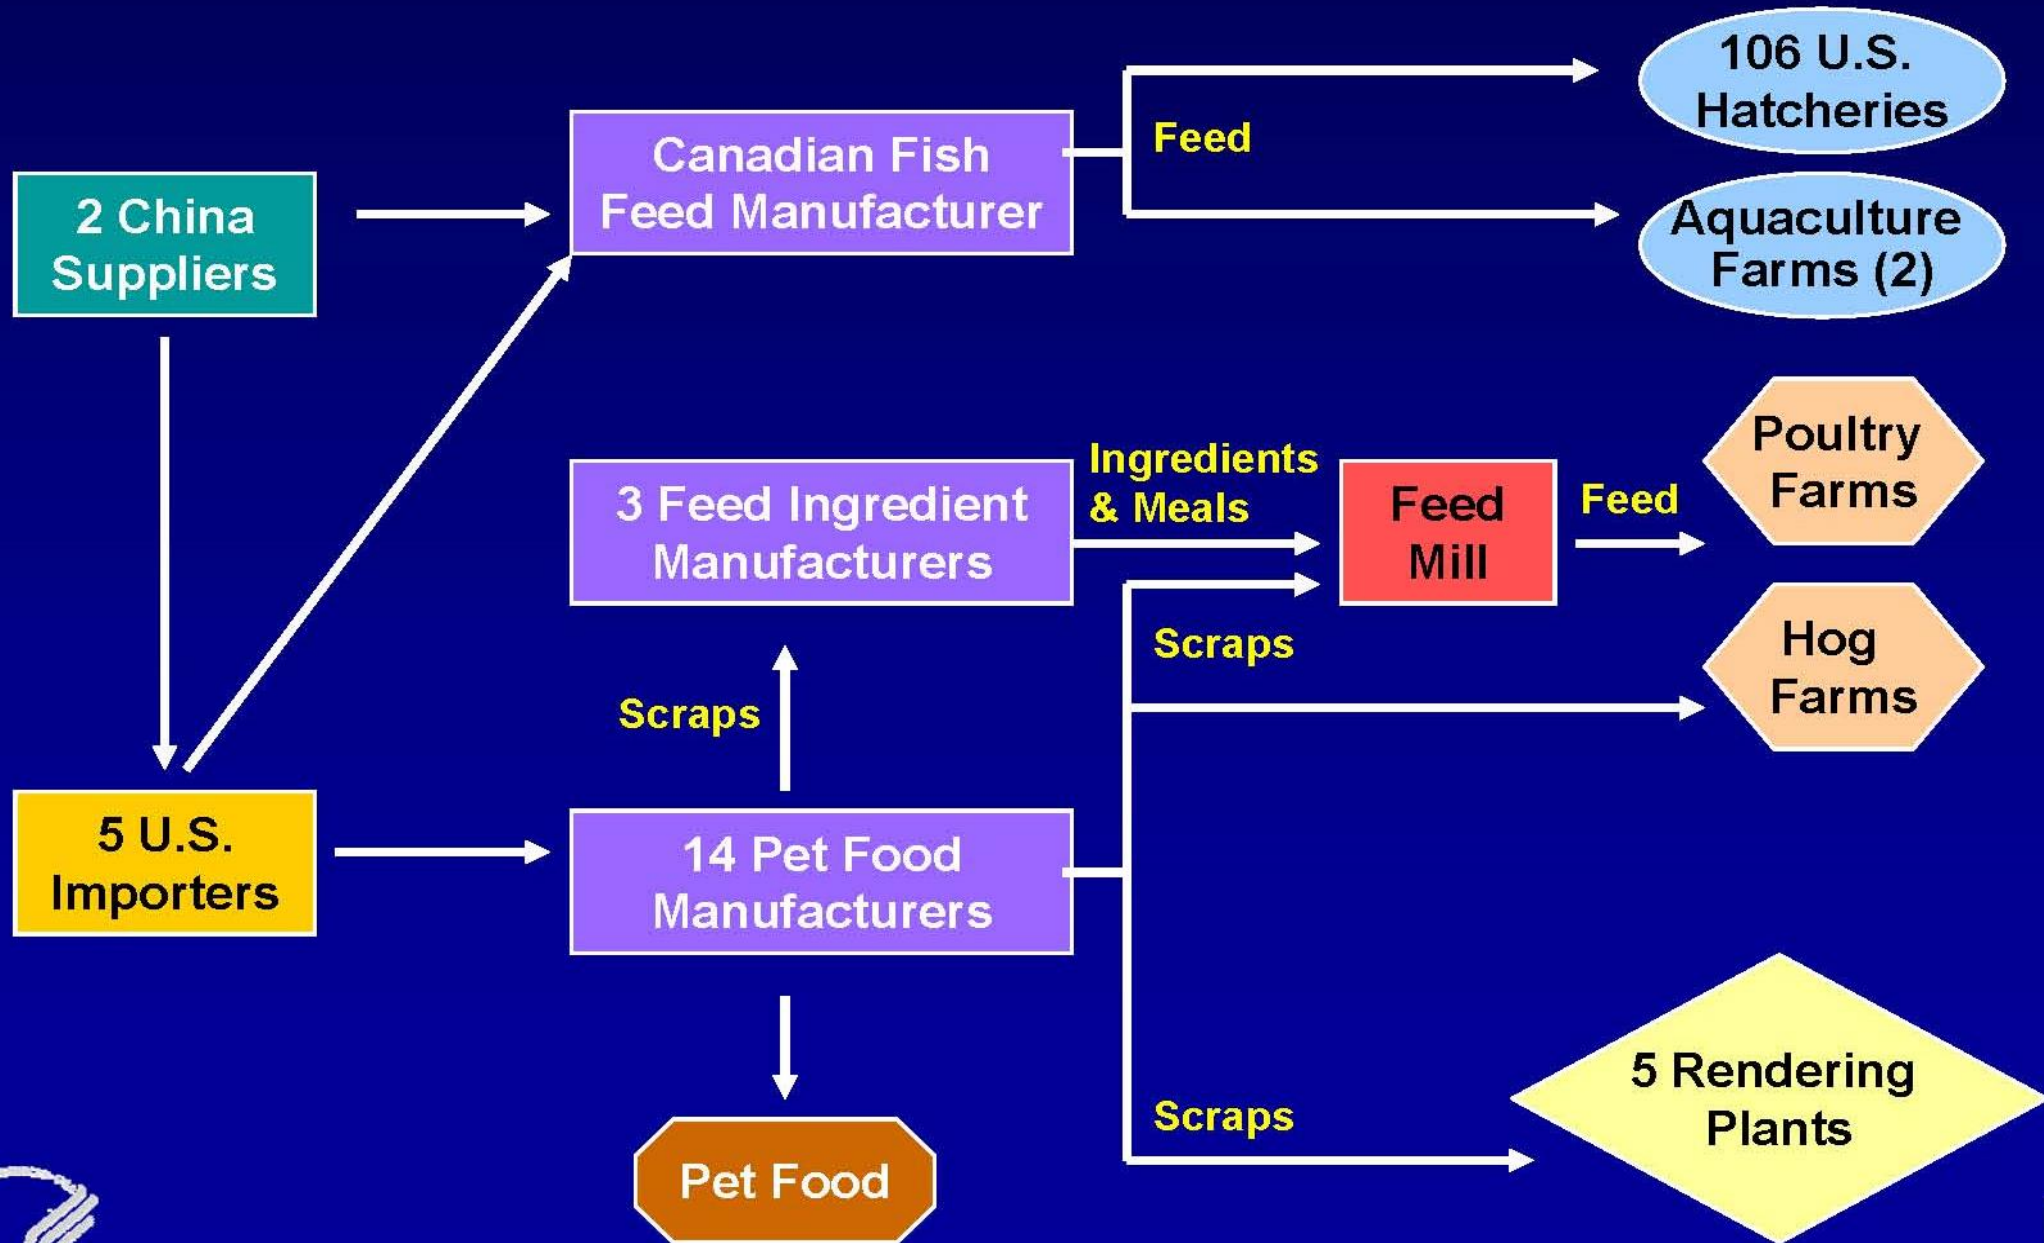 106 U.S.
Hatcheries
Canadian Fish
Feed Manufacturer
Feed
2 China
Suppliers
Aquaculture
Farms (2)
Poultry
Farms
Ingredients
& Meals
3 Feed Ingredient
Manufacturers
Feed
Mill
Feed
Scraps
Hog
Farms
Scraps
5 U.S.
Importers
14 Pet Food
Manufacturers
5 Rendering
Plants
Scraps
Pet Food